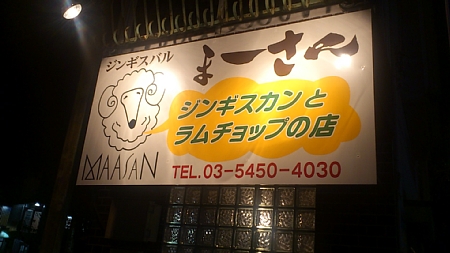 ジンギスバル
まーさん
ジンギスカンと
ラムチョップの店
MAASAN
TEL.03-5450-4030